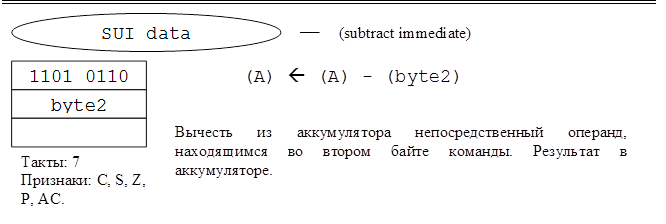 SUI data — (subtract immediate)
1101 0110
(A) ← (A) - (byte2)
byte2
Вычесть из аккумулятора непосредственный операнд,
находящимся во втором байте команды. Результат в
аккумуляторе.
Такты: 7
Признаки: C, S, Z,
P, AC.